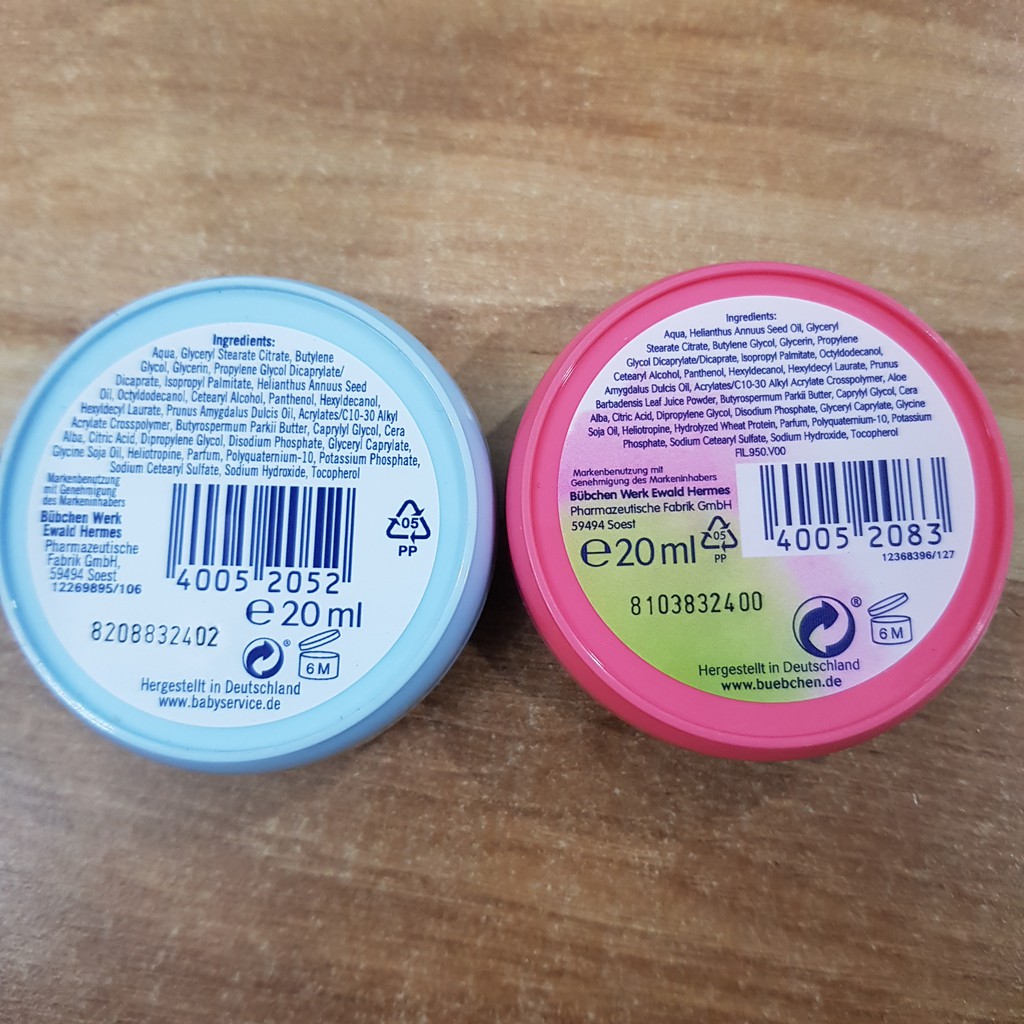 Ingredients:
Aqua, Glyceryl Stearate Citrate, Butylene
Glycol, Glycerin, Propylene Glycol Dicaprylate/
Dicaprate, Isopropyl Palmitate, Helianthus Annuus Seed
Oil, Octyldodecanol, Cetearyl Alcohol, Panthenol, Hexyldecanol,
Hexyldecyl Laurate, Prunus Amygdalus Dulcis Oil, Acrylates/C10-30 Alkyl
Acrylate Crosspolymer, Butyrospermum Parkii Butter, Caprylyl Glycol, Cera
Alba, Citric Acid, Dipropylene Glycol, Disodium Phosphate, Glyceryl Caprylate,
Glycine Soja Oil, Heliotropine, Parfum, Polyquaternium-10, Potassium Phosphate,
Sodium Cetearyl Sulfate, Sodium Hydroxide, Tocopherol
Markenbenutzung
mit Genehmigung
des Markeninhabers
Bübchen Werk
Ewald Hermes
Pharmazeutische
Fabrik GmbH,
59494 Soest
12269895/106
4005 2052
05
PP
e 20 ml
8208832402
®
6 M
Hergestellt in Deutschland
www.babyservice.de
Ingredients:
Aqua, Helianthus Annuus Seed Oil, Glyceryl
Stearate Citrate, Butylene Glycol, Glycerin, Propylene
Glycol Dicaprylate/Dicaprate, Isopropyl Palmitate, Octyldodecanol,
Cetearyl Alcohol, Panthenol, Hexyldecanol, Hexyldecyl Laurate, Prunus
Amygdalus Dulcis Oil, Acrylates/C10-30 Alkyl Acrylate Crosspolymer, Aloe
Barbadensis Leaf Juice Powder, Butyrospermum Parkii Butter, Caprylyl Glycol, Cera
Alba, Citric Acid, Dipropylene Glycol, Disodium Phosphate, Glyceryl Caprylate, Glycine
Soja Oil, Heliotropine, Hydrolyzed Wheat Protein, Parfum, Polyquaternium-10, Potassium
Phosphate, Sodium Cetearyl Sulfate, Sodium Hydroxide, Tocopherol
FIL.950.V00
Markenbenutzung mit
Genehmigung des Markeninhabers
Bübchen Werk Ewald Hermes
Pharmazeutische Fabrik GmbH
59494 Soest
e 20 ml
05
PP
4005 2083
12368396/127
8103832400
®
6 M
Hergestellt in Deutschland
www.buebchen.de